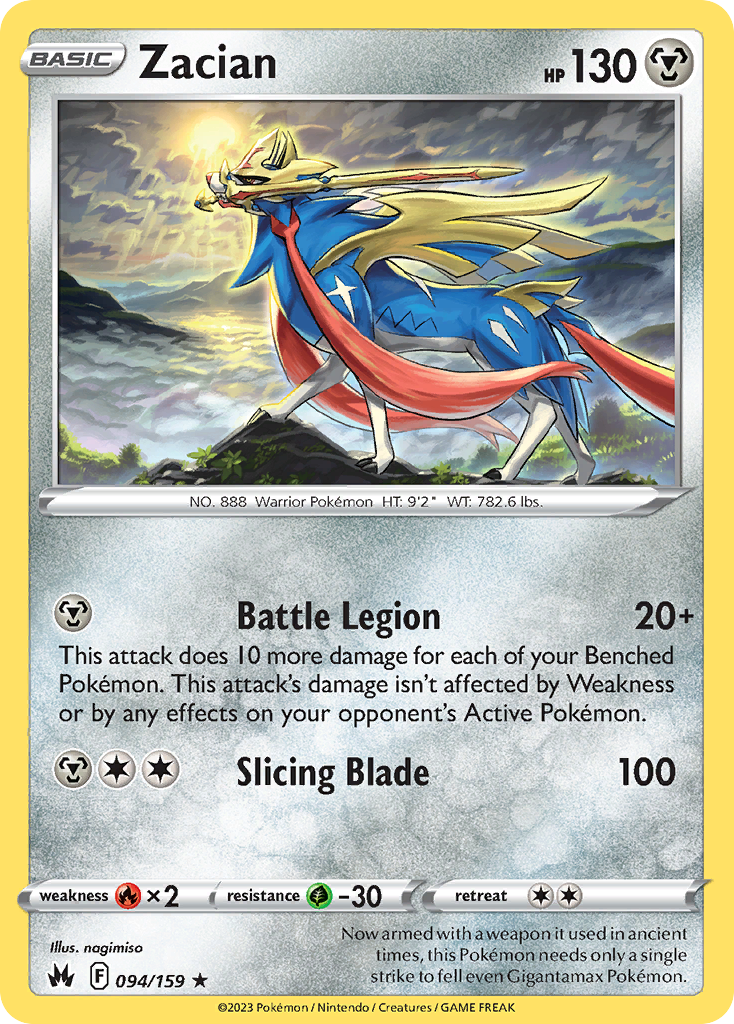 BASIC Zacian HP 130
NO. 888 Warrior Pokémon HT: 9'2" WT: 782.6 lbs.
Battle Legion 20+
This attack does 10 more damage for each of your Benched
Pokémon. This attack's damage isn't affected by Weakness
or by any effects on your opponent's Active Pokémon.
Slicing Blade 100
weakness ×2 resistance -30 retreat
Illus. nagimiso
Now armed with a weapon it used in ancient
times, this Pokémon needs only a single
strike to fell even Gigantamax Pokémon.
F 094/159 ★
©2023 Pokémon / Nintendo / Creatures / GAME FREAK